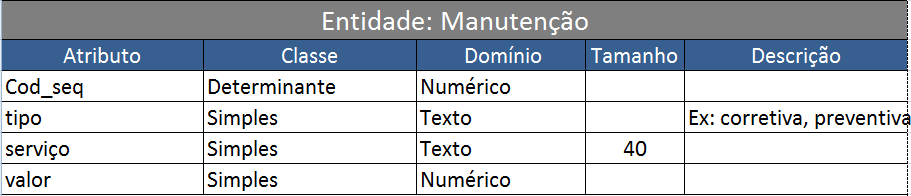 Entidade: Manutenção
Atributo Classe Domínio Tamanho Descrição
Cod_seq Determinante Numérico
tipo Simples Texto Ex: corretiva, preventiva
serviço Simples Texto 40
valor Simples Numérico